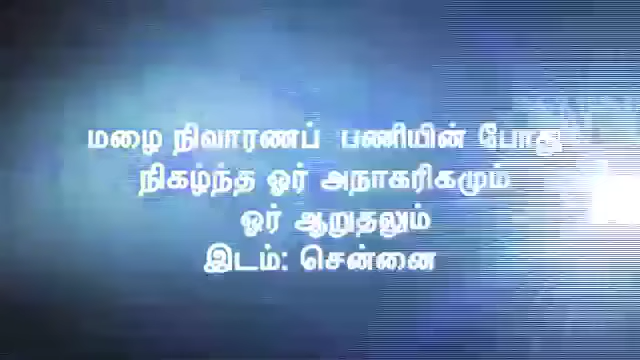 மழை நிவாரணப் பணியின் போது
நிகழ்ந்த ஓர் அநாகரிகமும்
ஓர் ஆறுதலும்
இடம்: சென்னை